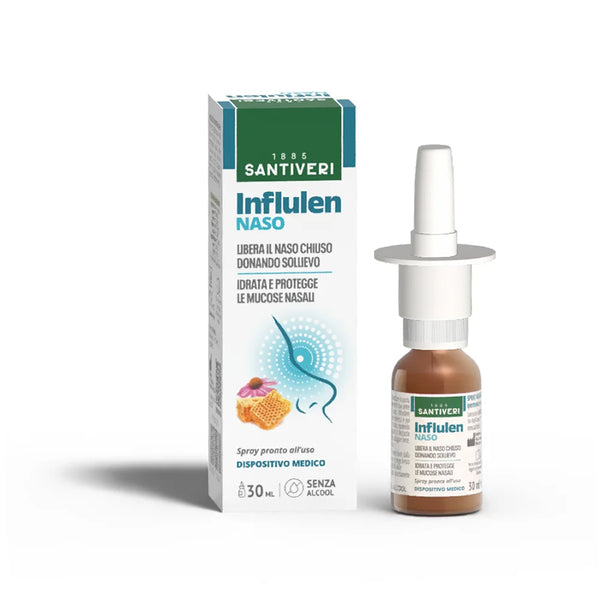 1885
SANTIVERI
Influlen
NASO
LIBERA IL NASO CHIUSO
DONANDO SOLLIEVO
IDRATA E PROTEGGE
LE MUCOSE NASALI
Spray pronto all'uso
DISPOSITIVO MEDICO
30 ML
SENZA
ALCOOL
1885
SANTIVERI
Influlen
NASO
LIBERA IL NASO CHIUSO
DONANDO SOLLIEVO
IDRATA E PROTEGGE
LE MUCOSE NASALI
Spray pronto all'uso
DISPOSITIVO MEDICO
30 ml